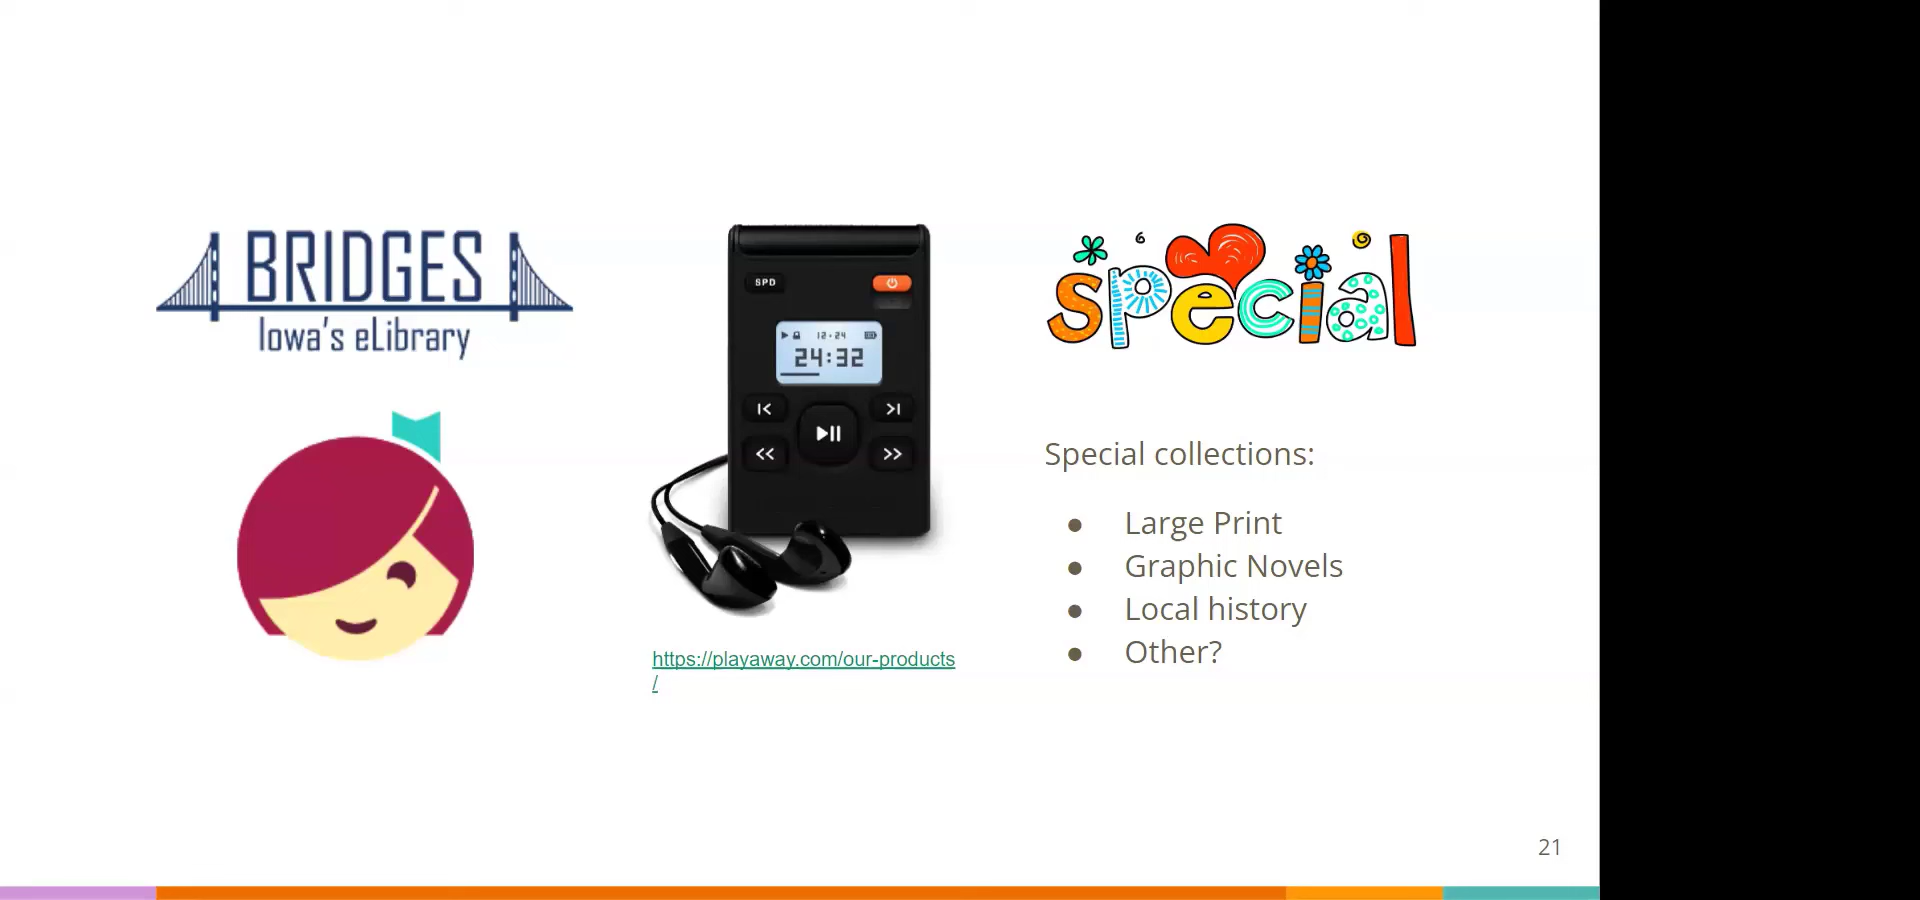 BRIDGES
Iowa's eLibrary
SPD
12:24
24:32
https://playaway.com/our-products
/
special
Special collections:
● Large Print
● Graphic Novels
● Local history
● Other?
21